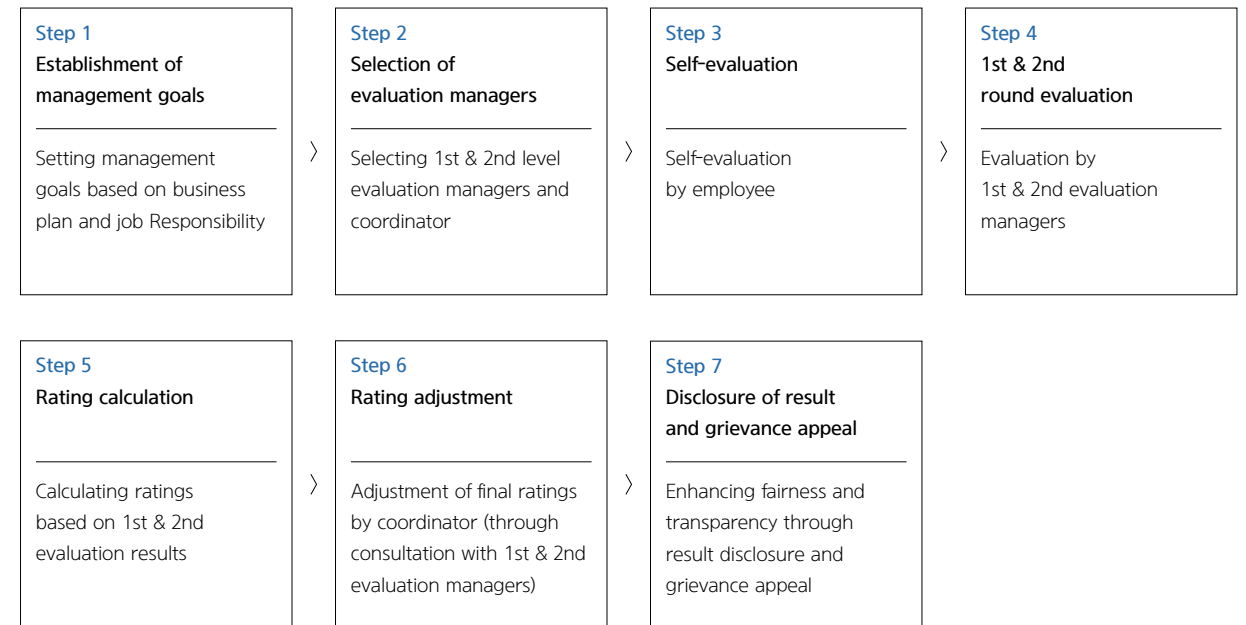 Step 1
Establishment of
management goals
Setting management
goals based on business
plan and job Responsibility
〉
Step 2
Selection of
evaluation managers
Selecting 1st & 2nd level
evaluation managers and
coordinator
〉
Step 3
Self-evaluation
Self-evaluation
by employee
〉
Step 4
1st & 2nd
round evaluation
Evaluation by
1st & 2nd evaluation
managers
Step 5
Rating calculation
Calculating ratings
based on 1st & 2nd
evaluation results
〉
Step 6
Rating adjustment
Adjustment of final ratings
by coordinator (through
consultation with 1st & 2nd
evaluation managers)
〉
Step 7
Disclosure of result
and grievance appeal
Enhancing fairness and
transparency through
result disclosure and
grievance appeal